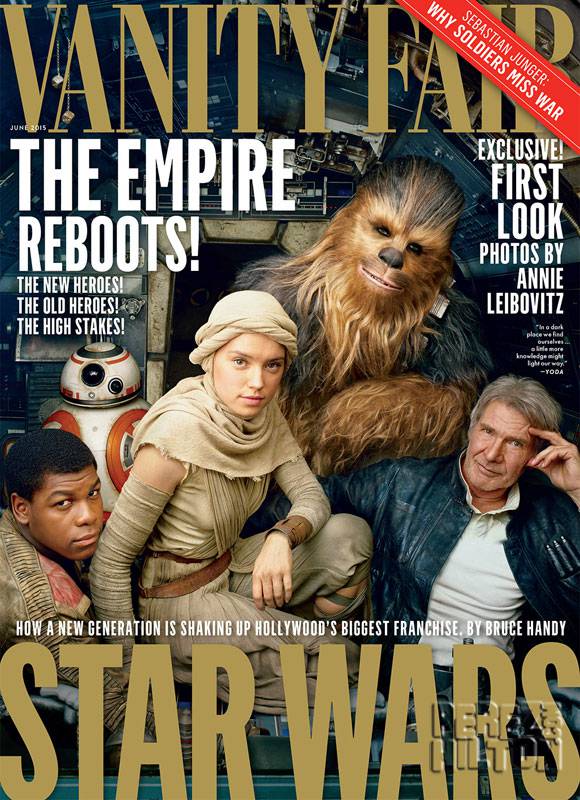 VANITY FAIR
SEBASTIAN JUNGER:
WHY SOLDIERS MISS WAR
JUNE 2015
THE EMPIRE
REBOOTS!
THE NEW HEROES!
THE OLD HEROES!
THE HIGH STAKES!
EXCLUSIVE!
FIRST
LOOK
PHOTOS BY
ANNIE
LEIBOVITZ
"In a dark
place we find
ourselves ...
a little more
knowledge might
light our way."
—YODA
HOW A NEW GENERATION IS SHAKING UP HOLLYWOOD'S BIGGEST FRANCHISE. BY BRUCE HANDY
STAR WARS
PEREZ
HILTON